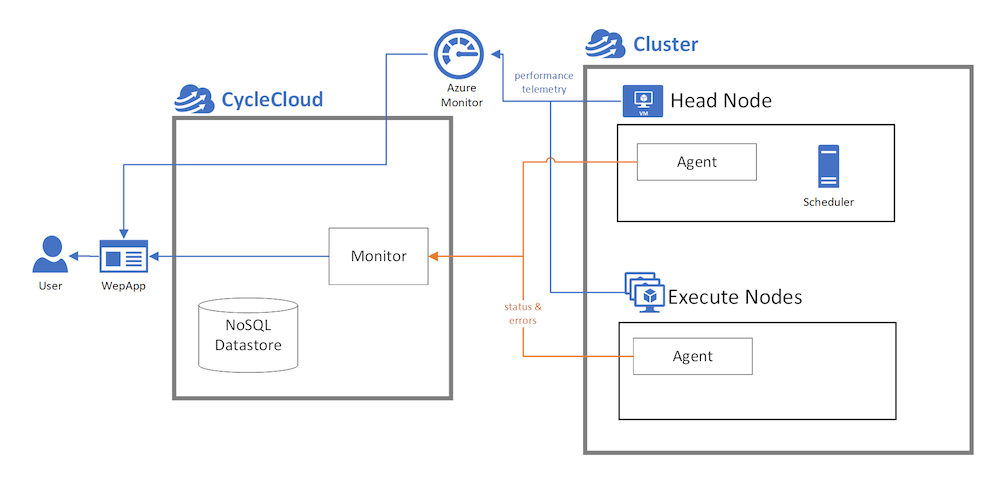 Cluster
Azure
Monitor
performance
telemetry
CycleCloud
VM
Head Node
Agent
Scheduler
Monitor
User
WepApp
status &
errors
Execute Nodes
NoSQL
Datastore
Agent